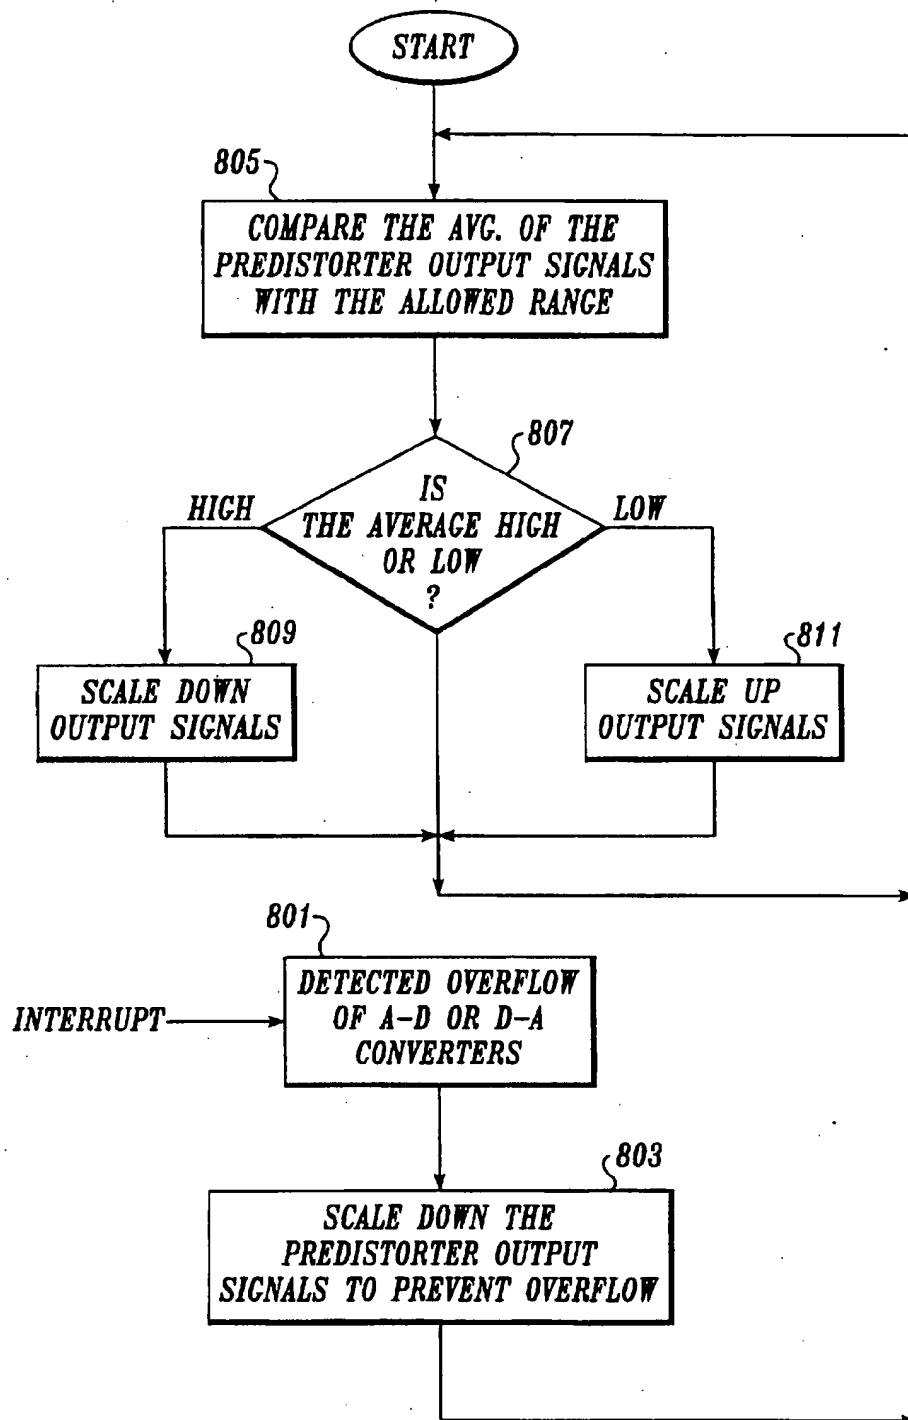 START
805
COMPARE THE AVG. OF THE
PREDISTORTER OUTPUT SIGNALS
WITH THE ALLOWED RANGE
807
IS
THE AVERAGE HIGH
OR LOW
?
HIGH
LOW
809
SCALE DOWN
OUTPUT SIGNALS
811
SCALE UP
OUTPUT SIGNALS
801
DETECTED OVERFLOW
OF A-D OR D-A
CONVERTERS
INTERRUPT
803
SCALE DOWN THE
PREDISTORTER OUTPUT
SIGNALS TO PREVENT OVERFLOW